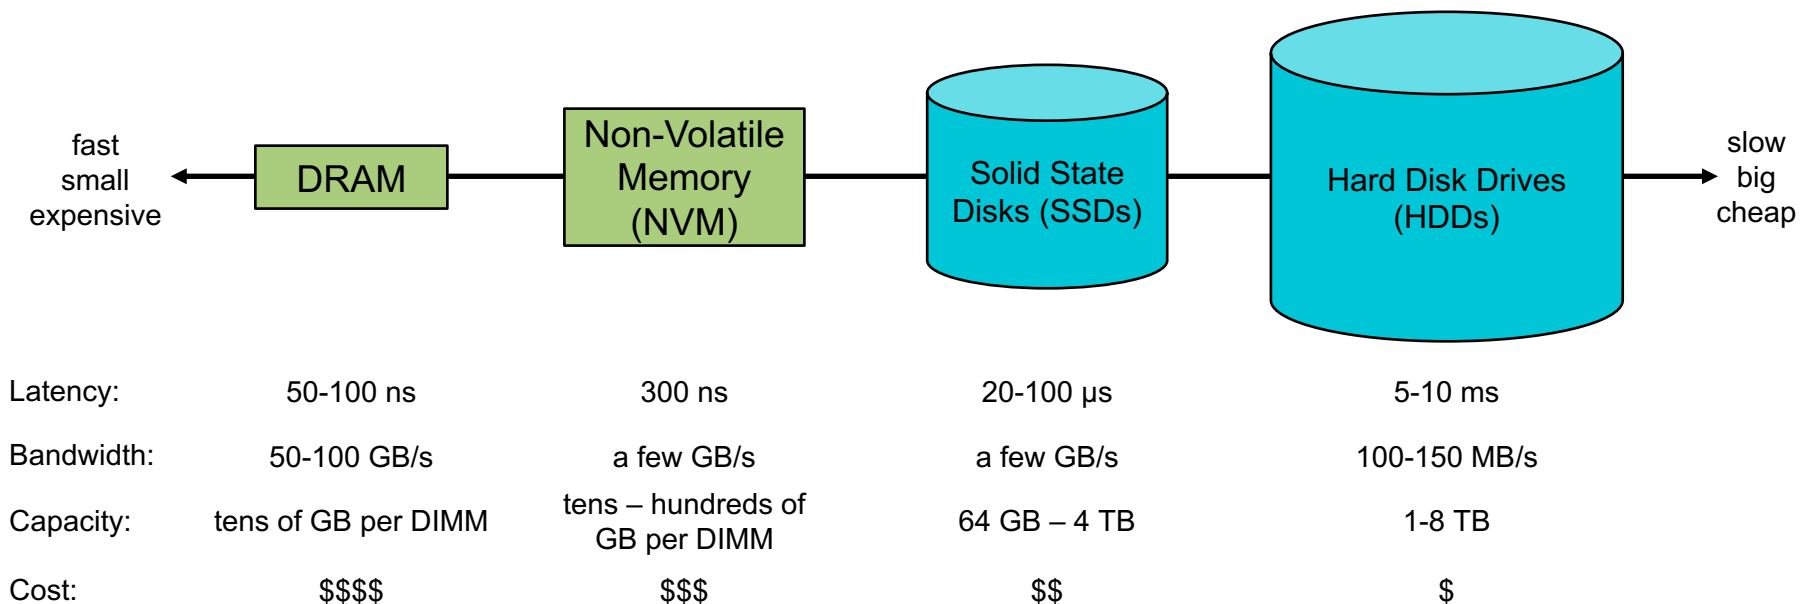 fast
small
expensive
DRAM
Non-Volatile
Memory
(NVM)
Solid State
Disks (SSDs)
Hard Disk Drives
(HDDs)
slow
big
cheap
Latency: 50-100 ns 300 ns 20-100 µs 5-10 ms
Bandwidth: 50-100 GB/s a few GB/s a few GB/s 100-150 MB/s
Capacity: tens of GB per DIMM tens – hundreds of
GB per DIMM 64 GB – 4 TB 1-8 TB
Cost: $$$$ $$$ $$ $